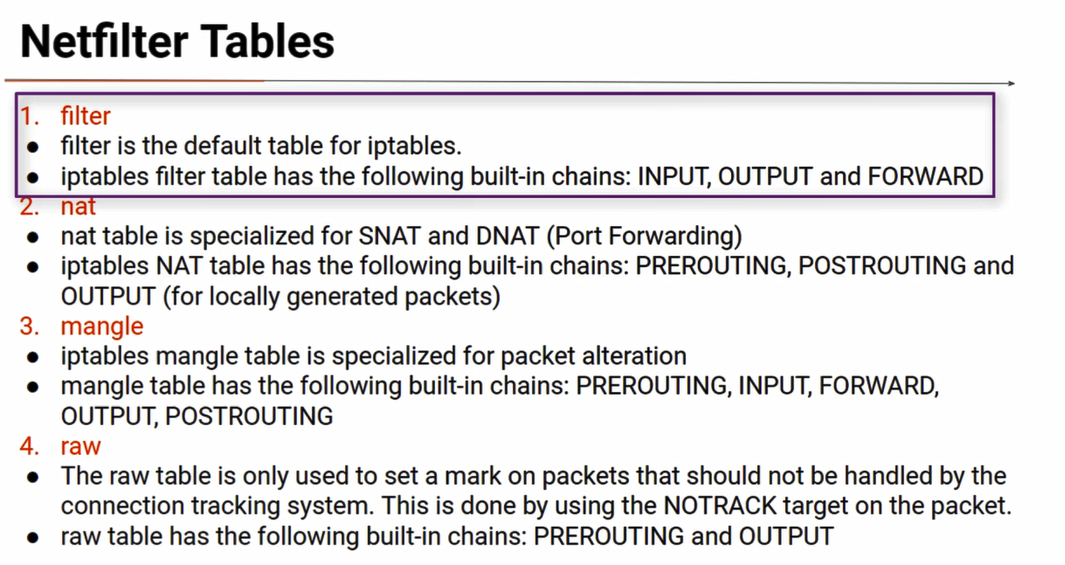 Netfilter Tables
1. filter
● filter is the default table for iptables.
● iptables filter table has the following built-in chains: INPUT, OUTPUT and FORWARD
2. nat
● nat table is specialized for SNAT and DNAT (Port Forwarding)
● iptables NAT table has the following built-in chains: PREROUTING, POSTROUTING and
OUTPUT (for locally generated packets)
3. mangle
● iptables mangle table is specialized for packet alteration
● mangle table has the following built-in chains: PREROUTING, INPUT, FORWARD,
OUTPUT, POSTROUTING
4. raw
● The raw table is only used to set a mark on packets that should not be handled by the
connection tracking system. This is done by using the NOTRACK target on the packet.
● raw table has the following built-in chains: PREROUTING and OUTPUT